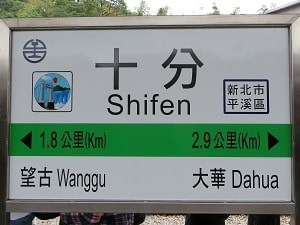 十分
Shifen
新北市
平溪區
1.8公里(Km) 2.9公里(Km)
望古 Wanggu 大華 Dahua